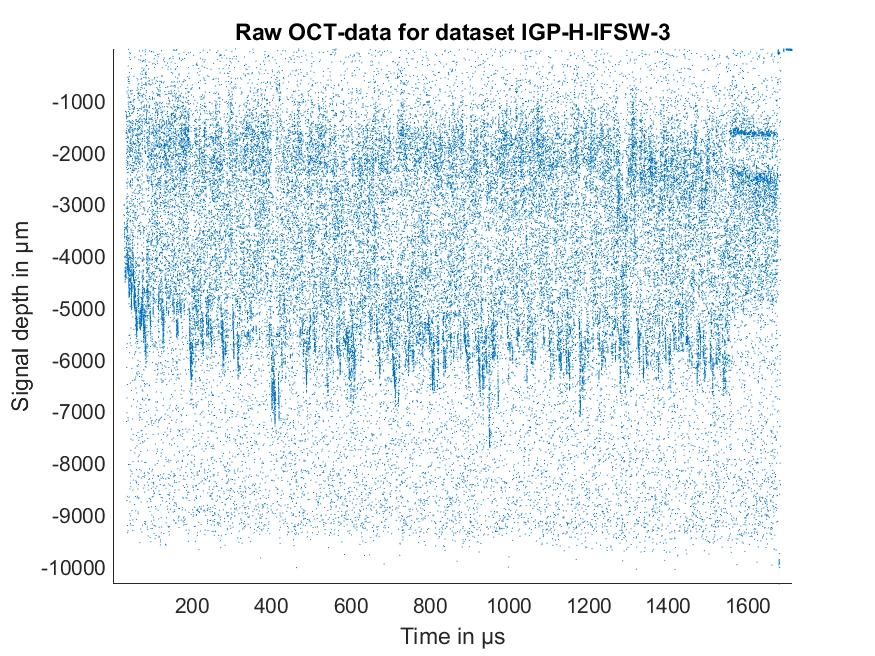 Raw OCT-data for dataset IGP-H-IFSW-3
-1000
-2000
-3000
-4000
-5000
-6000
-7000
-8000
-9000
-10000
Signal depth in µm
200 400 600 800 1000 1200 1400 1600
Time in µs